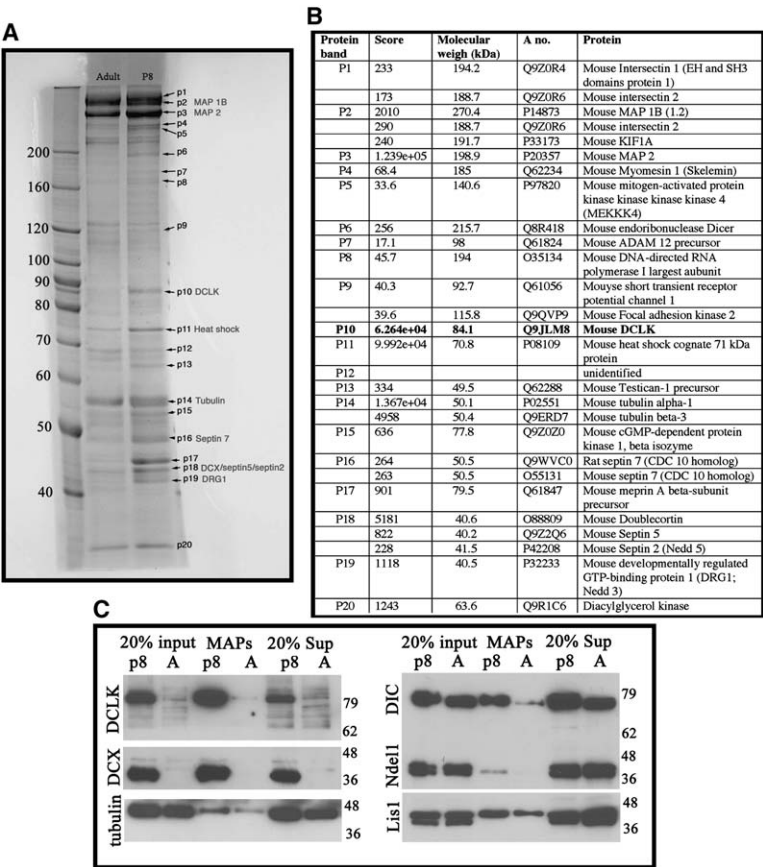 A
Adult P8
p1
p2 MAP 1B
p3 MAP 2
p4
p5
p6
p7
p8
p9
p10 DCLK
p11 Heat shock
p12
p13
p14 Tubulin
p15
p16 Septin 7
p17
p18 DCX/septin5/septin2
p19 DRG1
p20
200
160
120
100
90
80
70
60
50
40
B
Protein band Score Molecular weigh (kDa) A no. Protein
P1 233 194.2 Q9Z0R4 Mouse Intersectin 1 (EH and SH3 domains protein 1)
173 188.7 Q9Z0R6 Mouse intersectin 2
P2 2010 270.4 P14873 Mouse MAP 1B (1.2)
290 188.7 Q9Z0R6 Mouse intersectin 2
240 191.7 P33173 Mouse KIF1A
P3 1.239e+05 198.9 P20357 Mouse MAP 2
P4 68.4 185 Q62234 Mouse Myomesin 1 (Skelemin)
P5 33.6 140.6 P97820 Mouse mitogen-activated protein kinase kinase kinase kinase 4 (MEKKK4)
P6 256 215.7 Q8R418 Mouse endoribonuclease Dicer
P7 17.1 98 Q61824 Mouse ADAM 12 precursor
P8 45.7 194 O35134 Mouse DNA-directed RNA polymerase I largest aubunit
P9 40.3 92.7 Q61056 Mouyse short transient receptor potential channel 1
39.6 115.8 Q9QVP9 Mouse Focal adhesion kinase 2
P10 6.264e+04 84.1 Q9JLM8 Mouse DCLK
P11 9.992e+04 70.8 P08109 Mouse heat shock cognate 71 kDa protein
P12 unidentified
P13 334 49.5 Q62288 Mouse Testican-1 precursor
P14 1.367e+04 50.1 P02551 Mouse tubulin alpha-1
4958 50.4 Q9ERD7 Mouse tubulin beta-3
P15 636 77.8 Q9Z0Z0 Mouse cGMP-dependent protein kinase 1, beta isozyme
P16 264 50.5 Q9WVC0 Rat septin 7 (CDC 10 homolog)
263 50.5 O55131 Mouse septin 7 (CDC 10 homolog)
P17 901 79.5 Q61847 Mouse meprin A beta-subunit precursor
P18 5181 40.6 O88809 Mouse Doublecortin
822 40.2 Q9Z2Q6 Mouse Septin 5
228 41.5 P42208 Mouse Septin 2 (Nedd 5)
P19 1118 40.5 P32233 Mouse developmentally regulated GTP-binding protein 1 (DRG1; Nedd 3)
P20 1243 63.6 Q9R1C6 Diacylglycerol kinase
C
20% input MAPs 20% Sup
p8 A p8 A p8 A
DCLK 79
62
DCX 48
36
tubulin 48
36
20% input MAPs 20% Sup
p8 A p8 A p8 A
DIC 79
62
Ndel1 48
36
Lis1 48
36